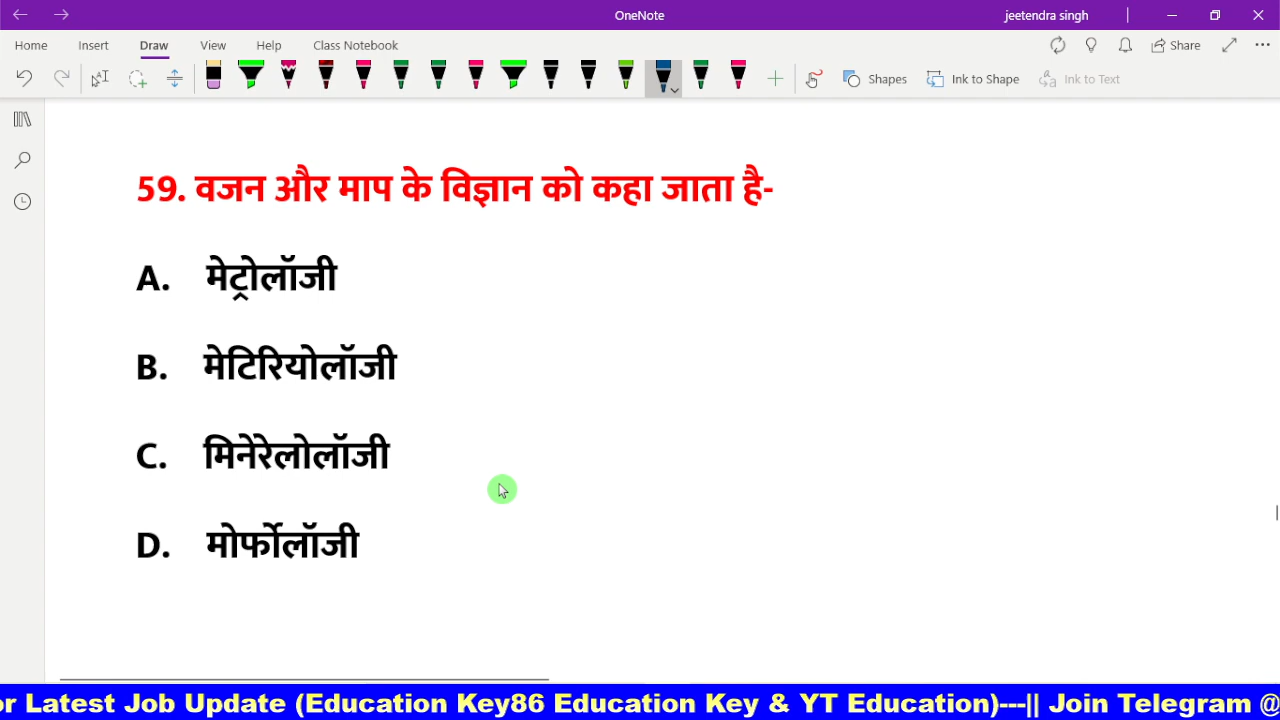 OneNote
jeetendra singh
Home Insert Draw View Help Class Notebook
Share
Shapes Ink to Shape Ink to Text
59. वजन और माप के विज्ञान को कहा जाता है-
A. मेट्रोलॉजी
B. मेटिरियोलॉजी
C. मिनेरेलोलॉजी
D. मोर्फोलॉजी
or Latest Job Update (Education Key86 Education Key & YT Education)---|| Join Telegram @